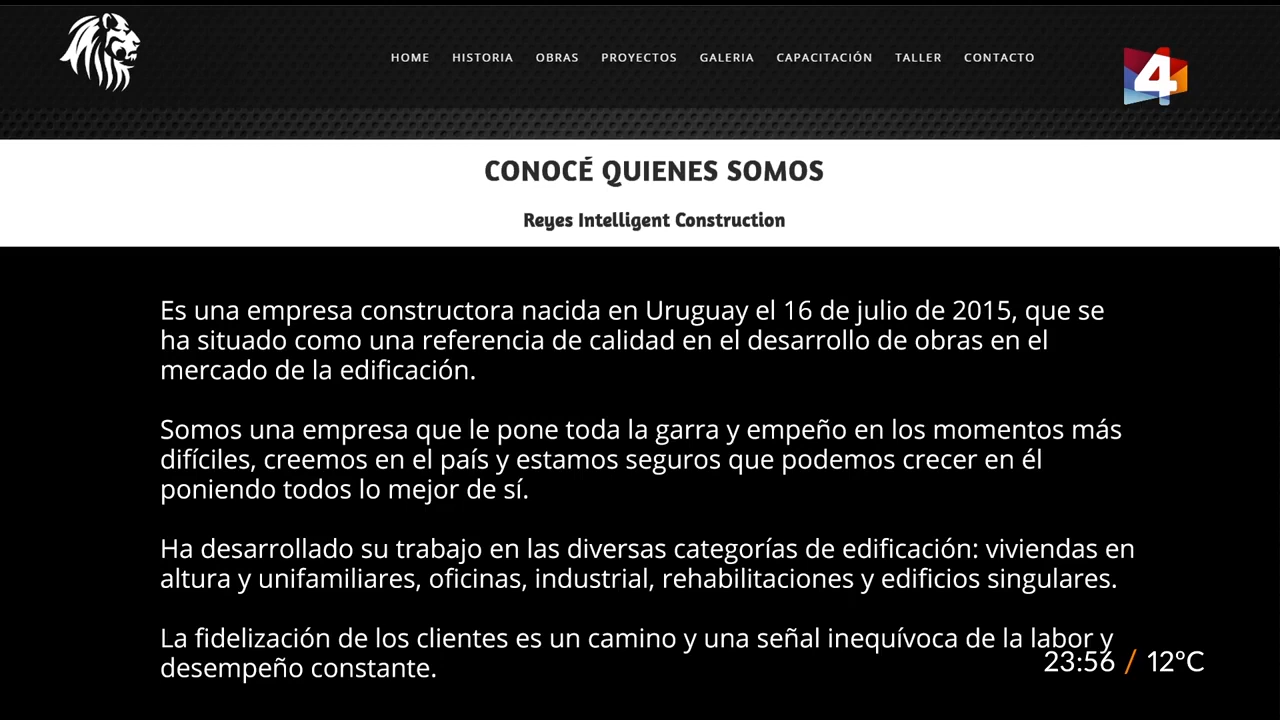 HOME HISTORIA OBRAS PROYECTOS GALERIA CAPACITACIÓN TALLER CONTACTO
4
CONOCÉ QUIENES SOMOS
Reyes Intelligent Construction
Es una empresa constructora nacida en Uruguay el 16 de julio de 2015, que se
ha situado como una referencia de calidad en el desarrollo de obras en el
mercado de la edificación.
Somos una empresa que le pone toda la garra y empeño en los momentos más
difíciles, creemos en el país y estamos seguros que podemos crecer en él
poniendo todos lo mejor de sí.
Ha desarrollado su trabajo en las diversas categorías de edificación: viviendas en
altura y unifamiliares, oficinas, industrial, rehabilitaciones y edificios singulares.
La fidelización de los clientes es un camino y una señal inequívoca de la labor y
desempeño constante.
23:56 / 12°C